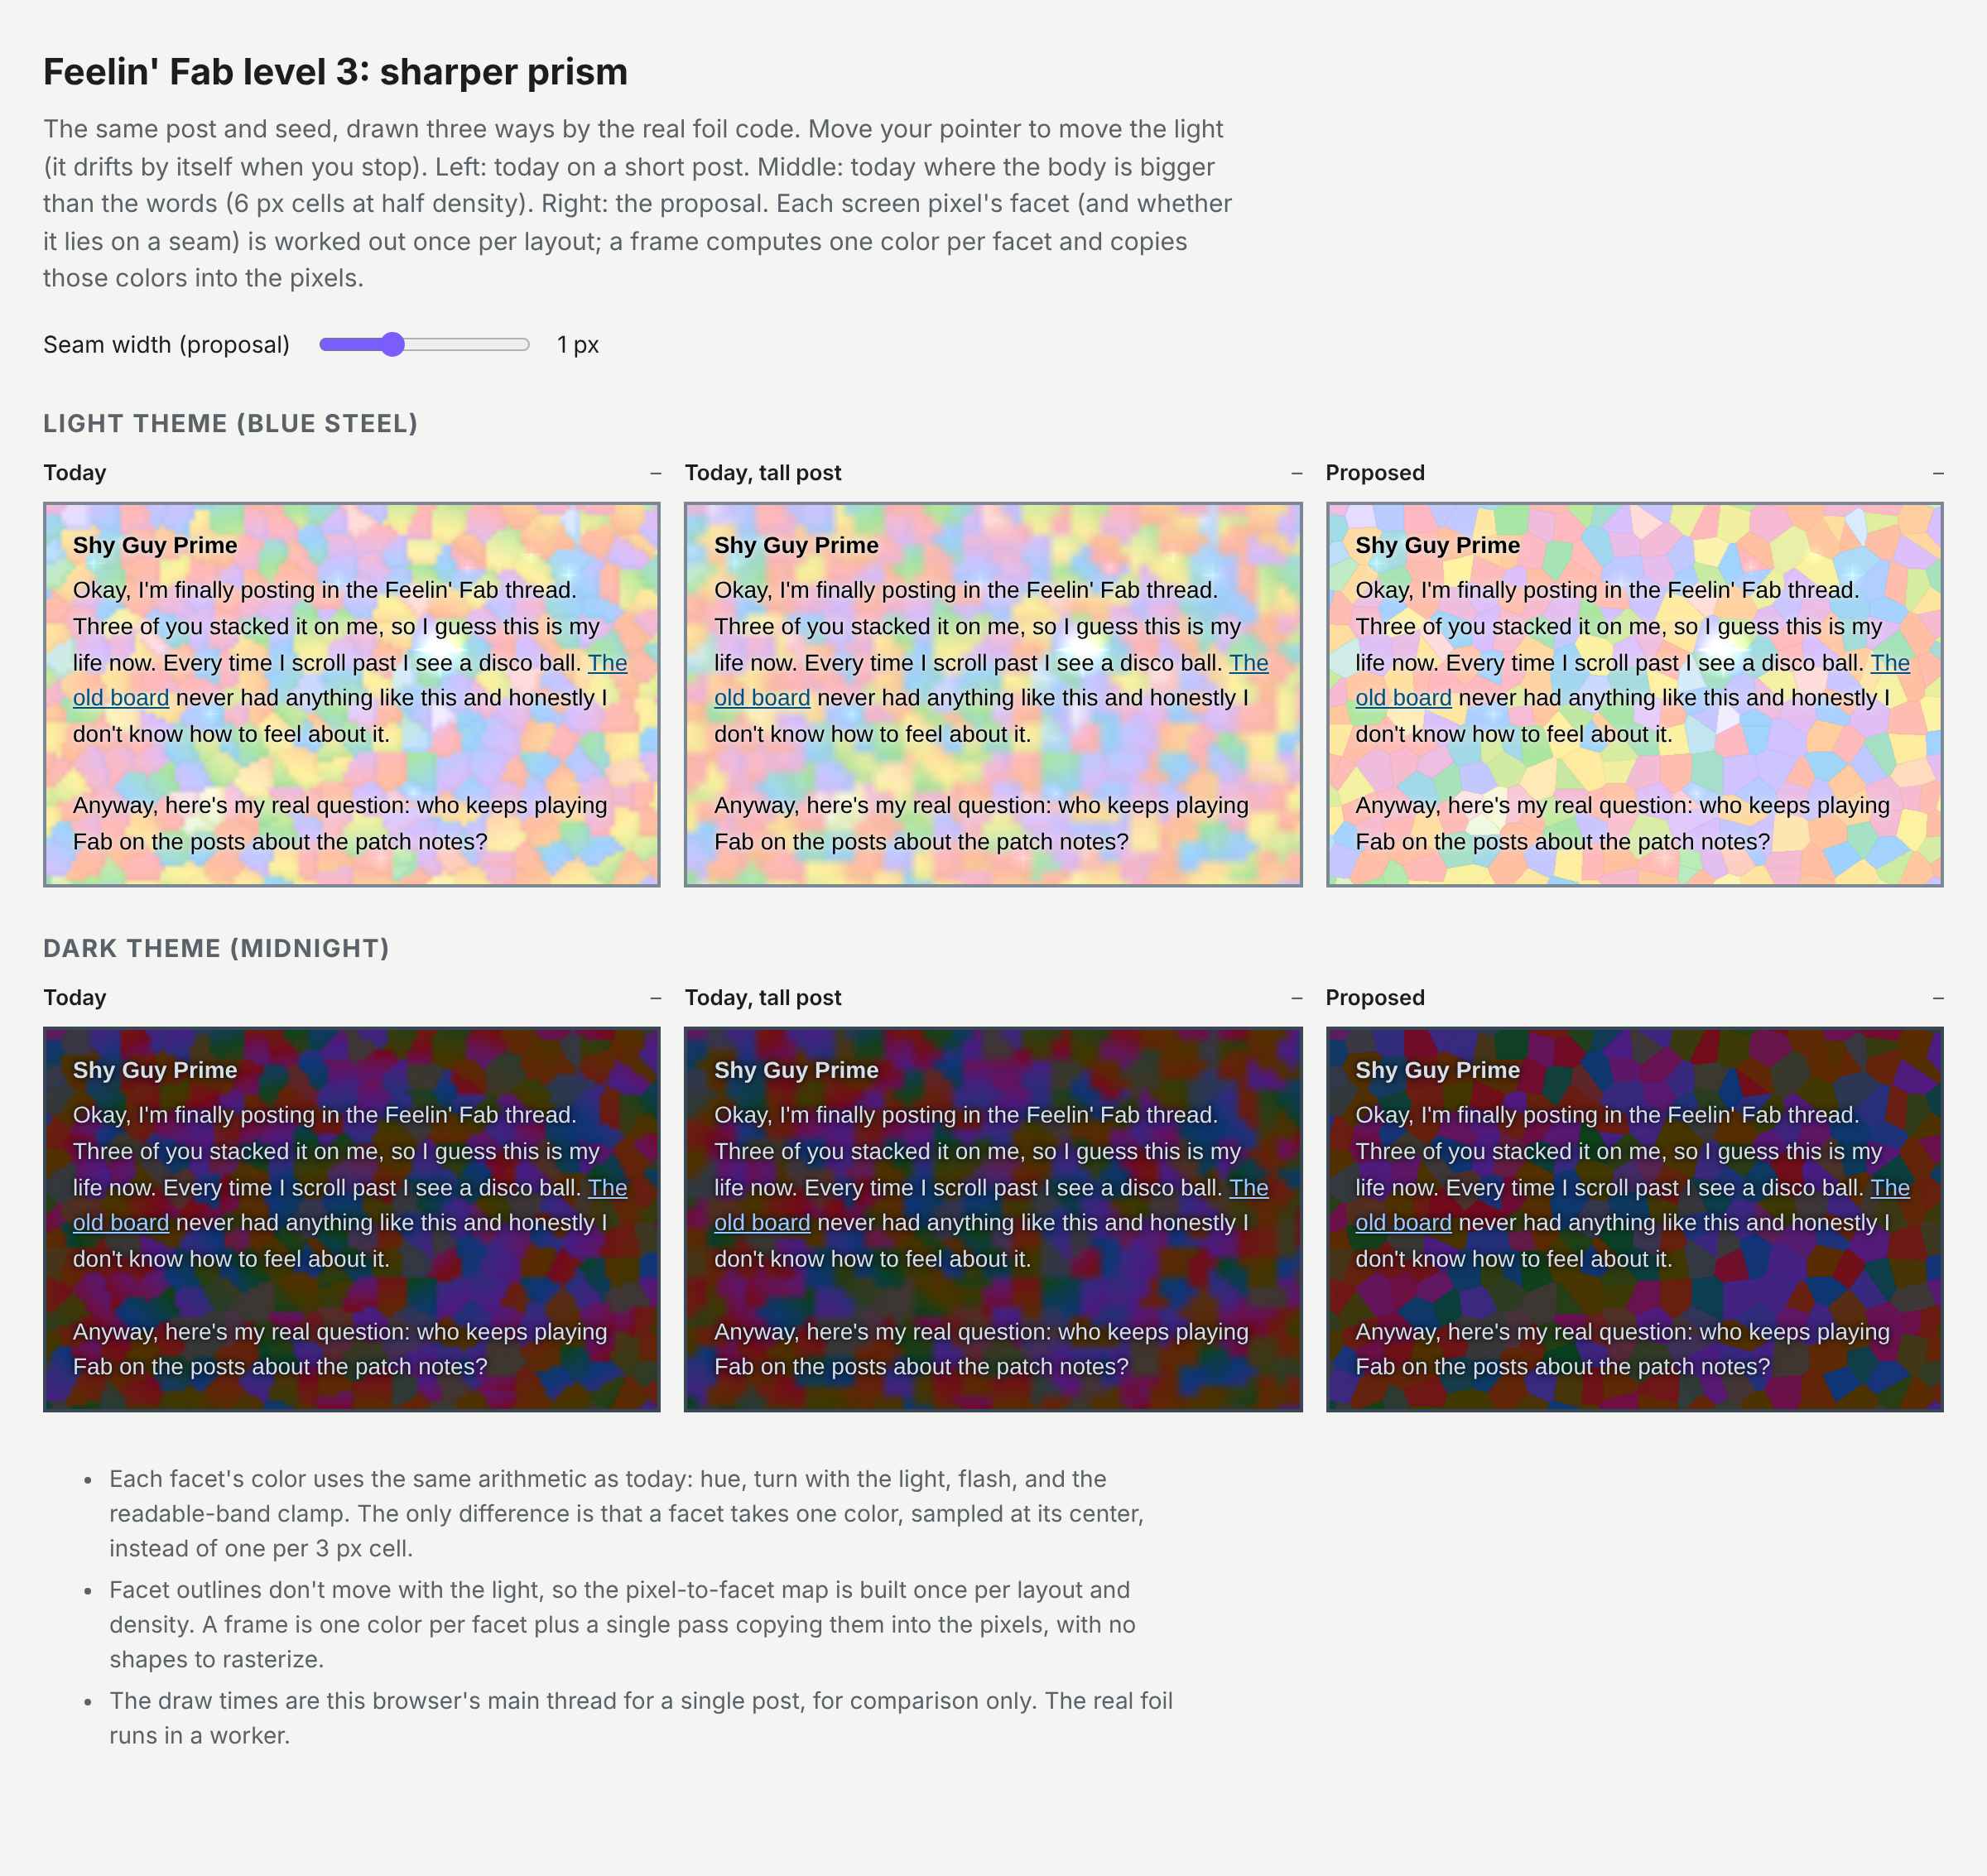 Feelin' Fab level 3: sharper prism
The same post and seed, drawn three ways by the real foil code. Move your pointer to move the light
(it drifts by itself when you stop). Left: today on a short post. Middle: today where the body is bigger
than the words (6 px cells at half density). Right: the proposal. Each screen pixel's facet (and whether
it lies on a seam) is worked out once per layout; a frame computes one color per facet and copies
those colors into the pixels.
Seam width (proposal) 1 px
LIGHT THEME (BLUE STEEL)
Today –
Shy Guy Prime
Okay, I'm finally posting in the Feelin' Fab thread.
Three of you stacked it on me, so I guess this is my
life now. Every time I scroll past I see a disco ball. The
old board never had anything like this and honestly I
don't know how to feel about it.
Anyway, here's my real question: who keeps playing
Fab on the posts about the patch notes?
Today, tall post –
Shy Guy Prime
Okay, I'm finally posting in the Feelin' Fab thread.
Three of you stacked it on me, so I guess this is my
life now. Every time I scroll past I see a disco ball. The
old board never had anything like this and honestly I
don't know how to feel about it.
Anyway, here's my real question: who keeps playing
Fab on the posts about the patch notes?
Proposed –
Shy Guy Prime
Okay, I'm finally posting in the Feelin' Fab thread.
Three of you stacked it on me, so I guess this is my
life now. Every time I scroll past I see a disco ball. The
old board never had anything like this and honestly I
don't know how to feel about it.
Anyway, here's my real question: who keeps playing
Fab on the posts about the patch notes?
DARK THEME (MIDNIGHT)
Today –
Shy Guy Prime
Okay, I'm finally posting in the Feelin' Fab thread.
Three of you stacked it on me, so I guess this is my
life now. Every time I scroll past I see a disco ball. The
old board never had anything like this and honestly I
don't know how to feel about it.
Anyway, here's my real question: who keeps playing
Fab on the posts about the patch notes?
Today, tall post –
Shy Guy Prime
Okay, I'm finally posting in the Feelin' Fab thread.
Three of you stacked it on me, so I guess this is my
life now. Every time I scroll past I see a disco ball. The
old board never had anything like this and honestly I
don't know how to feel about it.
Anyway, here's my real question: who keeps playing
Fab on the posts about the patch notes?
Proposed –
Shy Guy Prime
Okay, I'm finally posting in the Feelin' Fab thread.
Three of you stacked it on me, so I guess this is my
life now. Every time I scroll past I see a disco ball. The
old board never had anything like this and honestly I
don't know how to feel about it.
Anyway, here's my real question: who keeps playing
Fab on the posts about the patch notes?
• Each facet's color uses the same arithmetic as today: hue, turn with the light, flash, and the
readable-band clamp. The only difference is that a facet takes one color, sampled at its center,
instead of one per 3 px cell.
• Facet outlines don't move with the light, so the pixel-to-facet map is built once per layout and
density. A frame is one color per facet plus a single pass copying them into the pixels, with no
shapes to rasterize.
• The draw times are this browser's main thread for a single post, for comparison only. The real foil
runs in a worker.